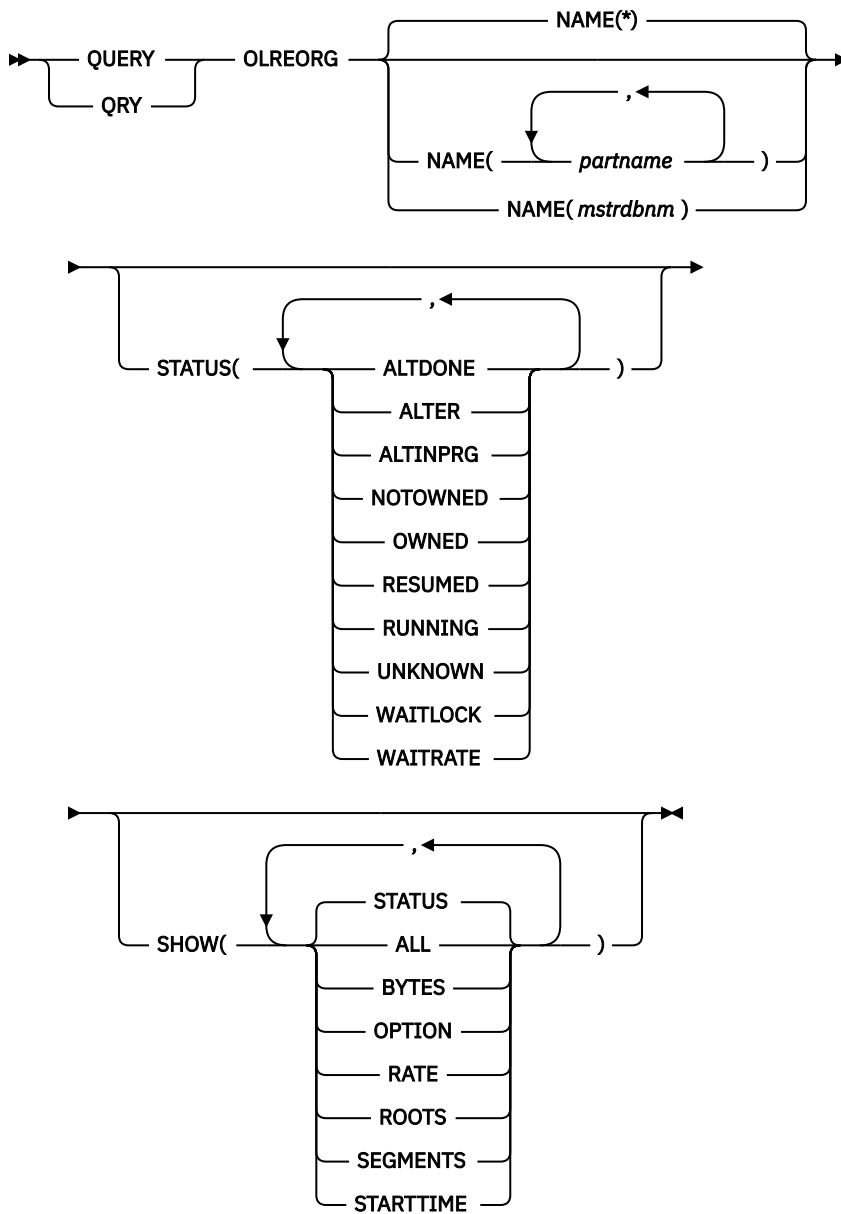 NAME(*)
QUERY OLREORG
QRY
,
NAME( partname )
NAME( mstrdbnm )
,
STATUS( ALTDONE )
ALTER
ALTINPRG
NOTOWNED
OWNED
RESUMED
RUNNING
UNKNOWN
WAITLOCK
WAITRATE
,
STATUS
SHOW( ALL )
BYTES
OPTION
RATE
ROOTS
SEGMENTS
STARTTIME